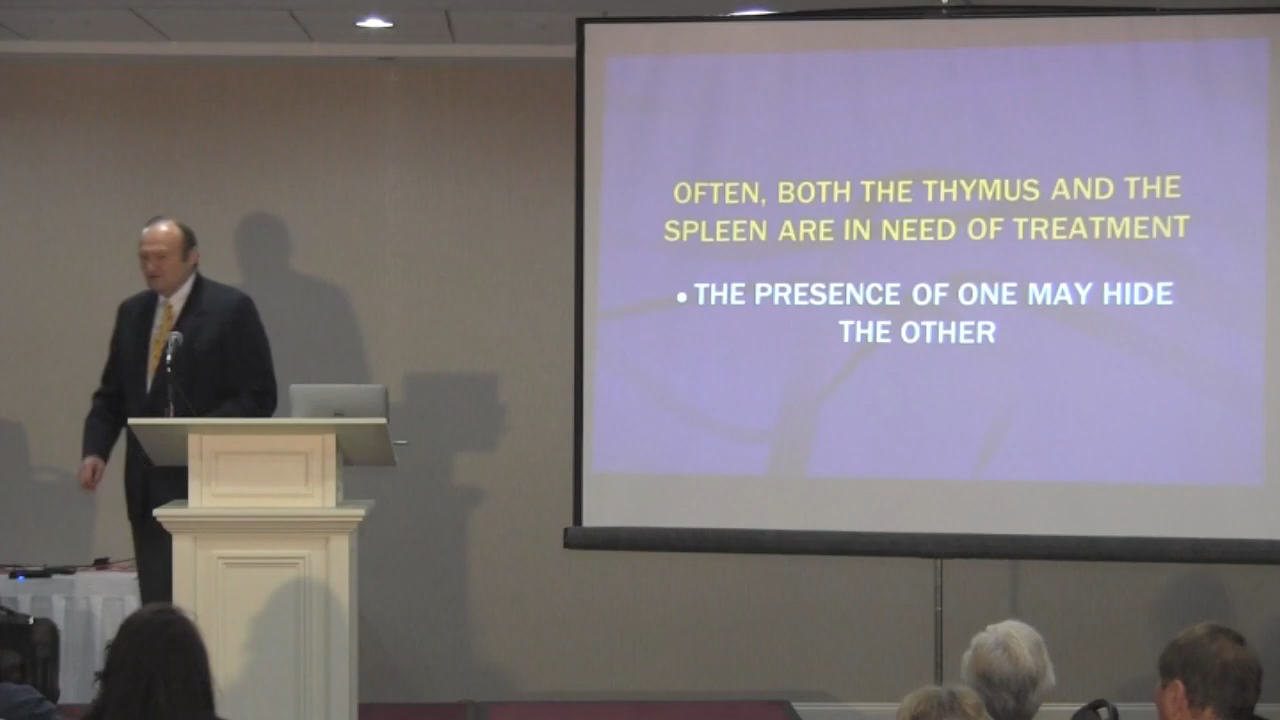 OFTEN, BOTH THE THYMUS AND THE
SPLEEN ARE IN NEED OF TREATMENT
• THE PRESENCE OF ONE MAY HIDE
THE OTHER